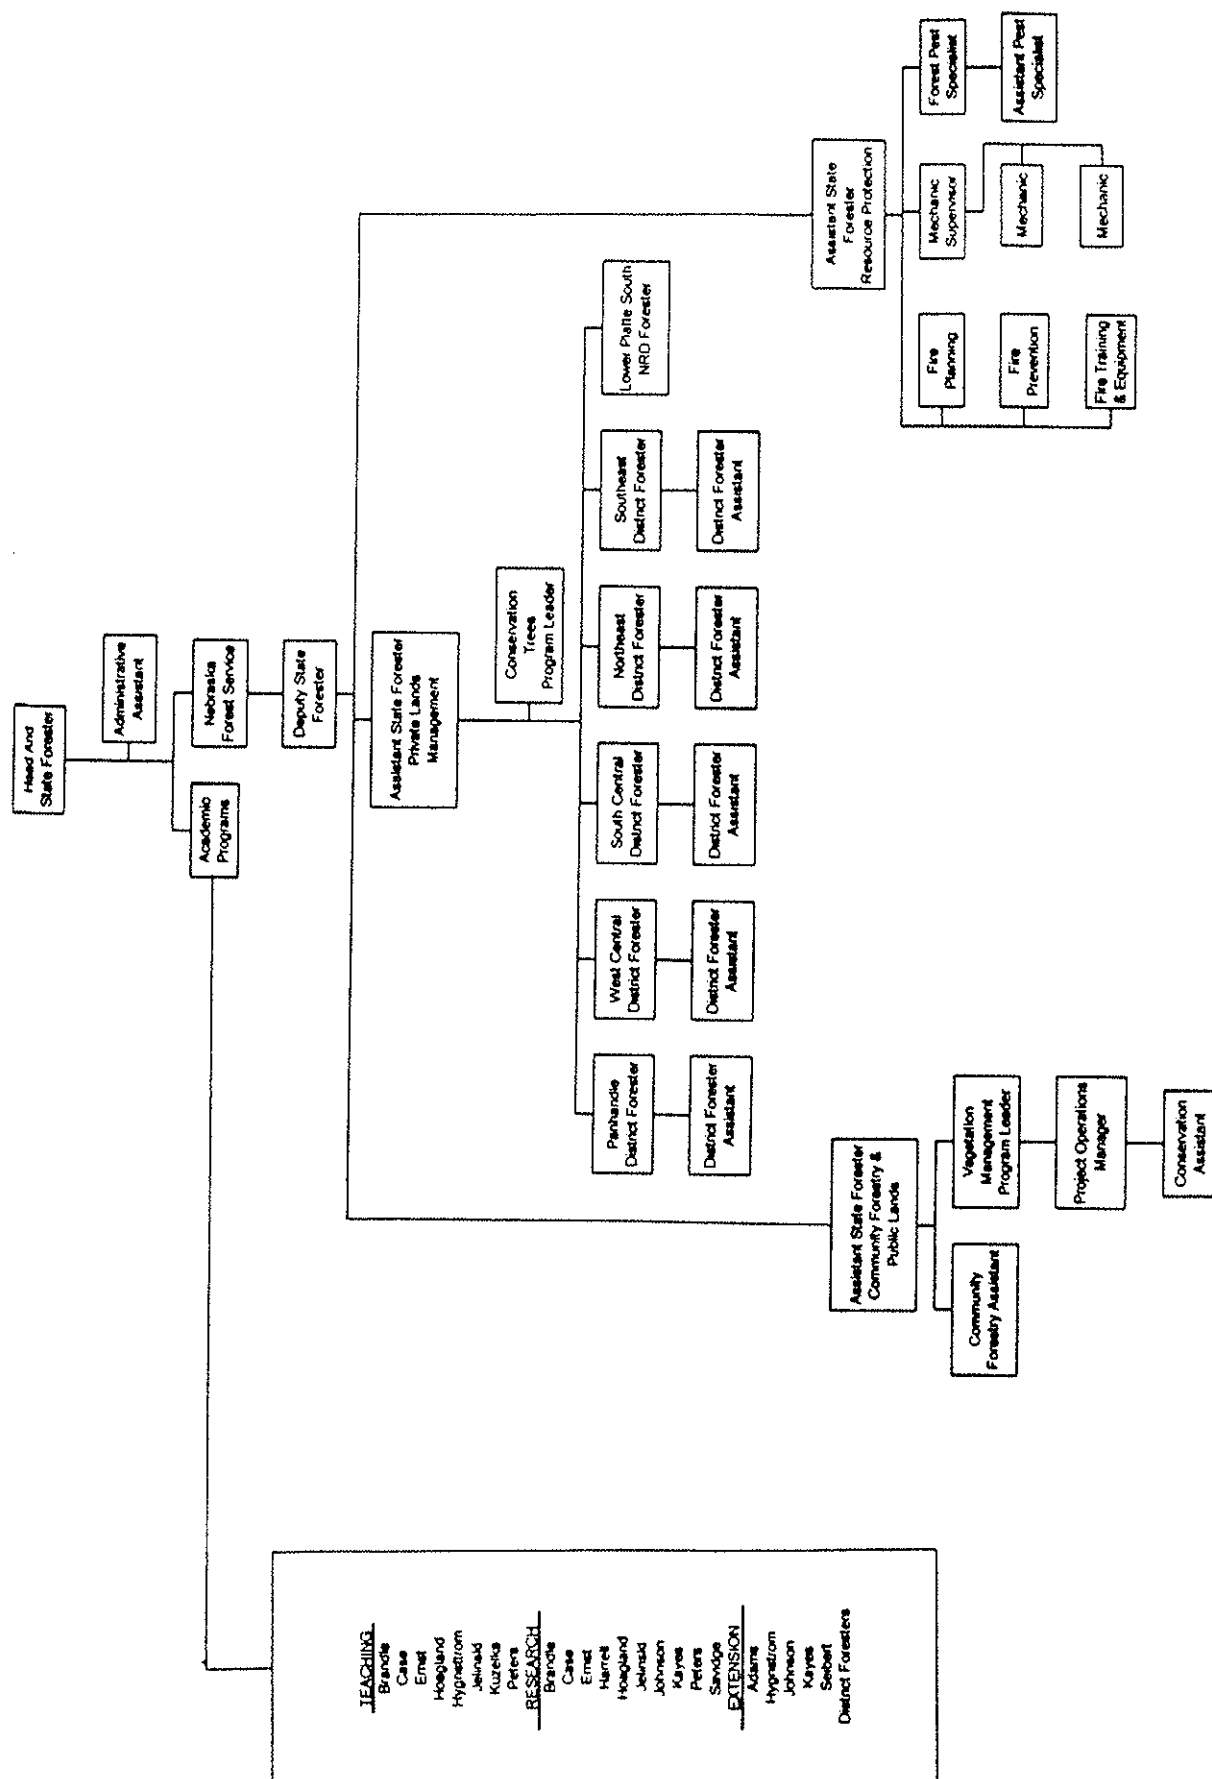 Head And
State Forester
Administrative
Assistant
Academic
Programs
Nebraska
Forest Service
Deputy State
Forester
Assistant State Forester
Private Lands
Management
Conservation
Trees
Program Leader
Panhandle
District Forester
West Central
District Forester
South Central
District Forester
Northeast
District Forester
Southeast
District Forester
Lower Platte South
NRD Forester
District Forester
Assistant
District Forester
Assistant
District Forester
Assistant
District Forester
Assistant
District Forester
Assistant
Assistant State Forester
Community Forestry &
Public Lands
Community
Forestry Assistant
Vegetation
Management
Program Leader
Project Operations
Manager
Conservation
Assistant
Assistant State
Forester
Resource Protection
Fire
Planning
Fire
Prevention
Fire Training
& Equipment
Mechanic
Supervisor
Mechanic
Mechanic
Forest Pest
Specialist
Assistant Pest
Specialist
TEACHING
Brandle
Case
Ernst
Hoagland
Hygnstrom
Jelinski
Kuzelka
Peters
RESEARCH
Brandle
Case
Ernst
Harrell
Hoagland
Jelinski
Johnson
Kayes
Peters
Savidge
EXTENSION
Adams
Hygnstrom
Johnson
Kayes
Seibert
District Foresters